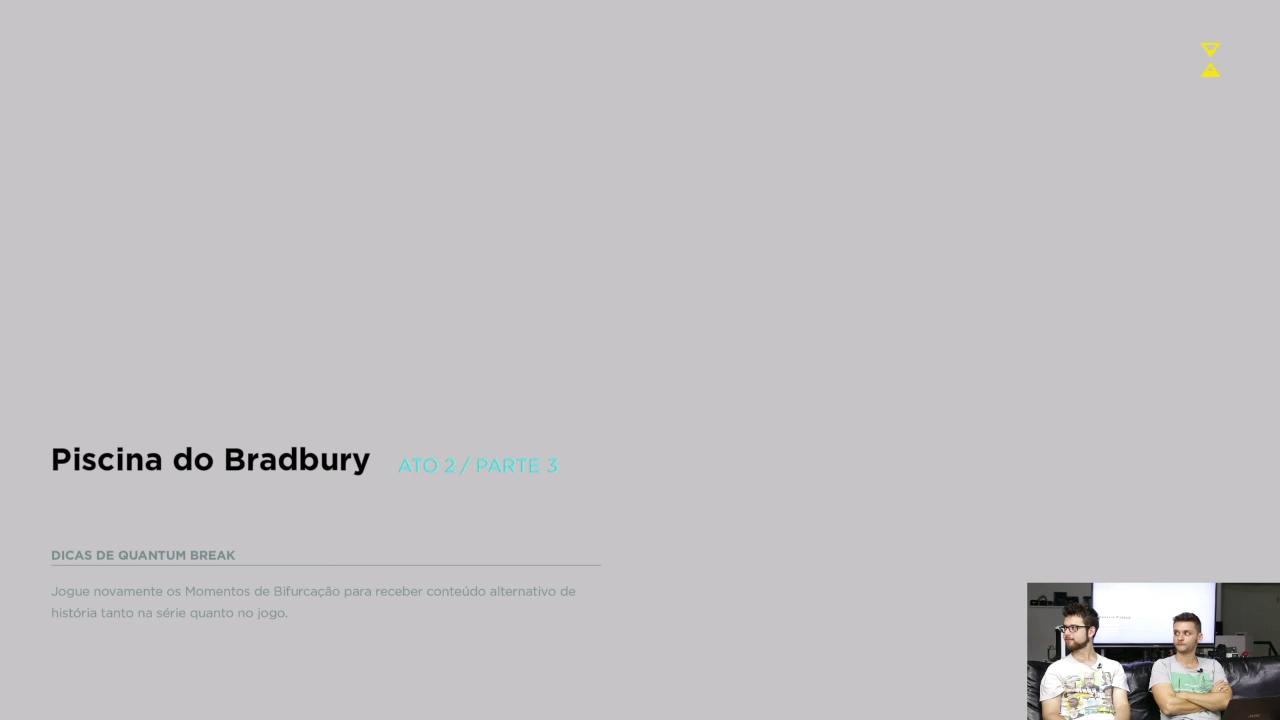 Piscina do Bradbury ATO 2 / PARTE 3
DICAS DE QUANTUM BREAK
Jogue novamente os Momentos de Bifurcação para receber conteúdo alternativo de
história tanto na série quanto no jogo.